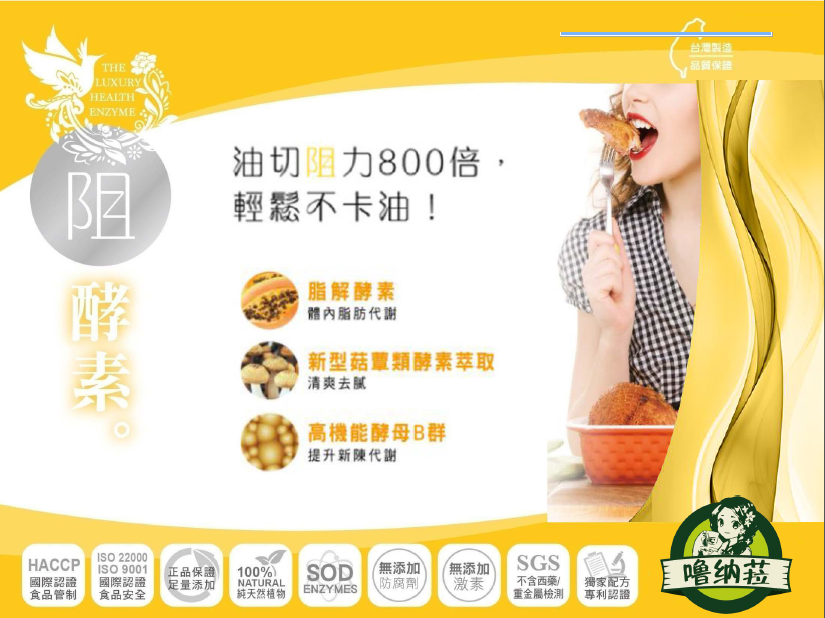 台灣製造
品質保證
THE
LUXURY
HEALTH
ENZYME
阻
酵素。
油切阻力800倍，
輕鬆不卡油！
脂解酵素
體內脂肪代謝
新型菇蕈類酵素萃取
清爽去膩
高機能酵母B群
提升新陳代謝
HACCP
國際認證
食品管制
ISO 22000
ISO 9001
國際認證
食品安全
正品保證
足量添加
100%
NATURAL
純天然植物
SOD
ENZYMES
無添加
防腐劑
無添加
激素
SGS
不含西藥/
重金屬檢測
獨家配方
專利認證
噜纳菈